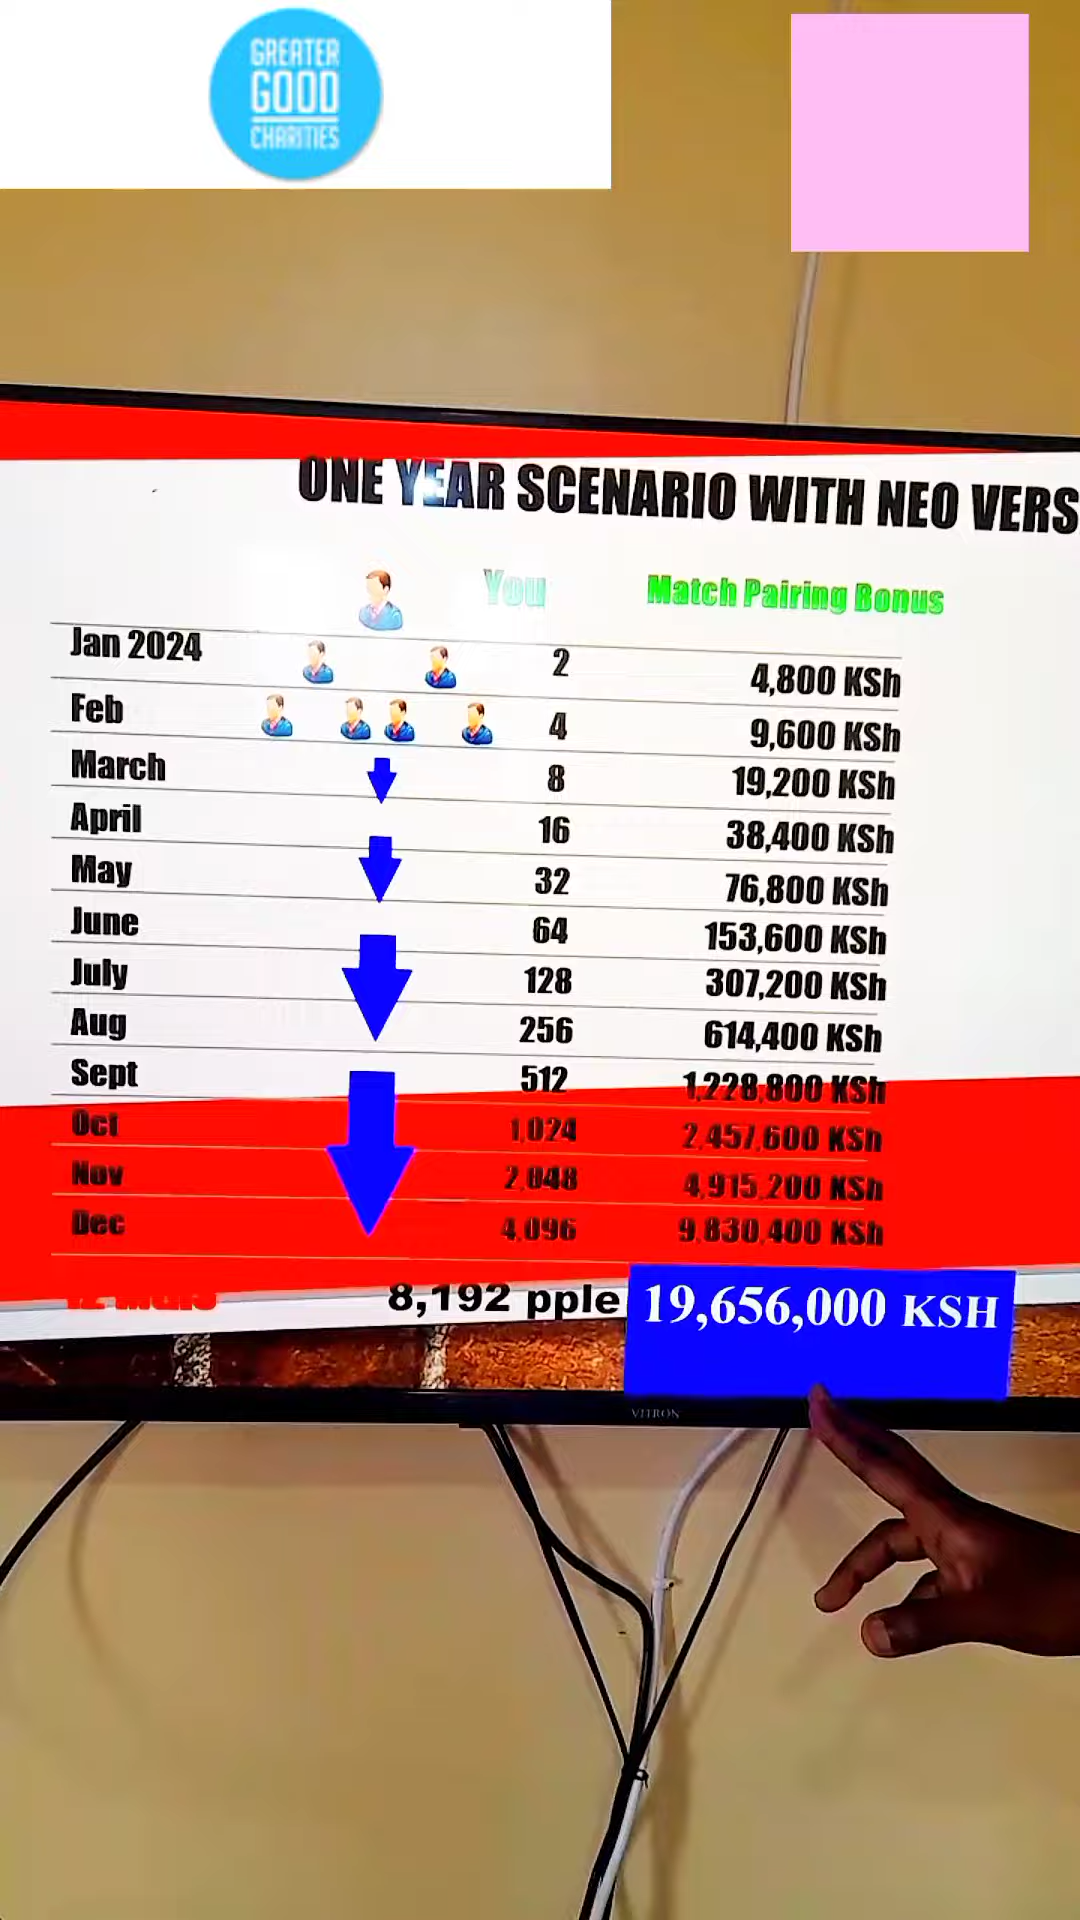 GREATER
GOOD
CHARITIES
ONE YEAR SCENARIO WITH NEO VERS
You Match Pairing Bonus
Jan 2024 2 4,800 KSh
Feb 4 9,600 KSh
March 8 19,200 KSh
April 16 38,400 KSh
May 32 76,800 KSh
June 64 153,600 KSh
July 128 307,200 KSh
Aug 256 614,400 KSh
Sept 512 1,228,800 KSh
Oct 1,024 2,457,600 KSh
Nov 2,048 4,915,200 KSh
Dec 4,096 9,830,400 KSh
8,192 pple 19,656,000 KSH
VITRON